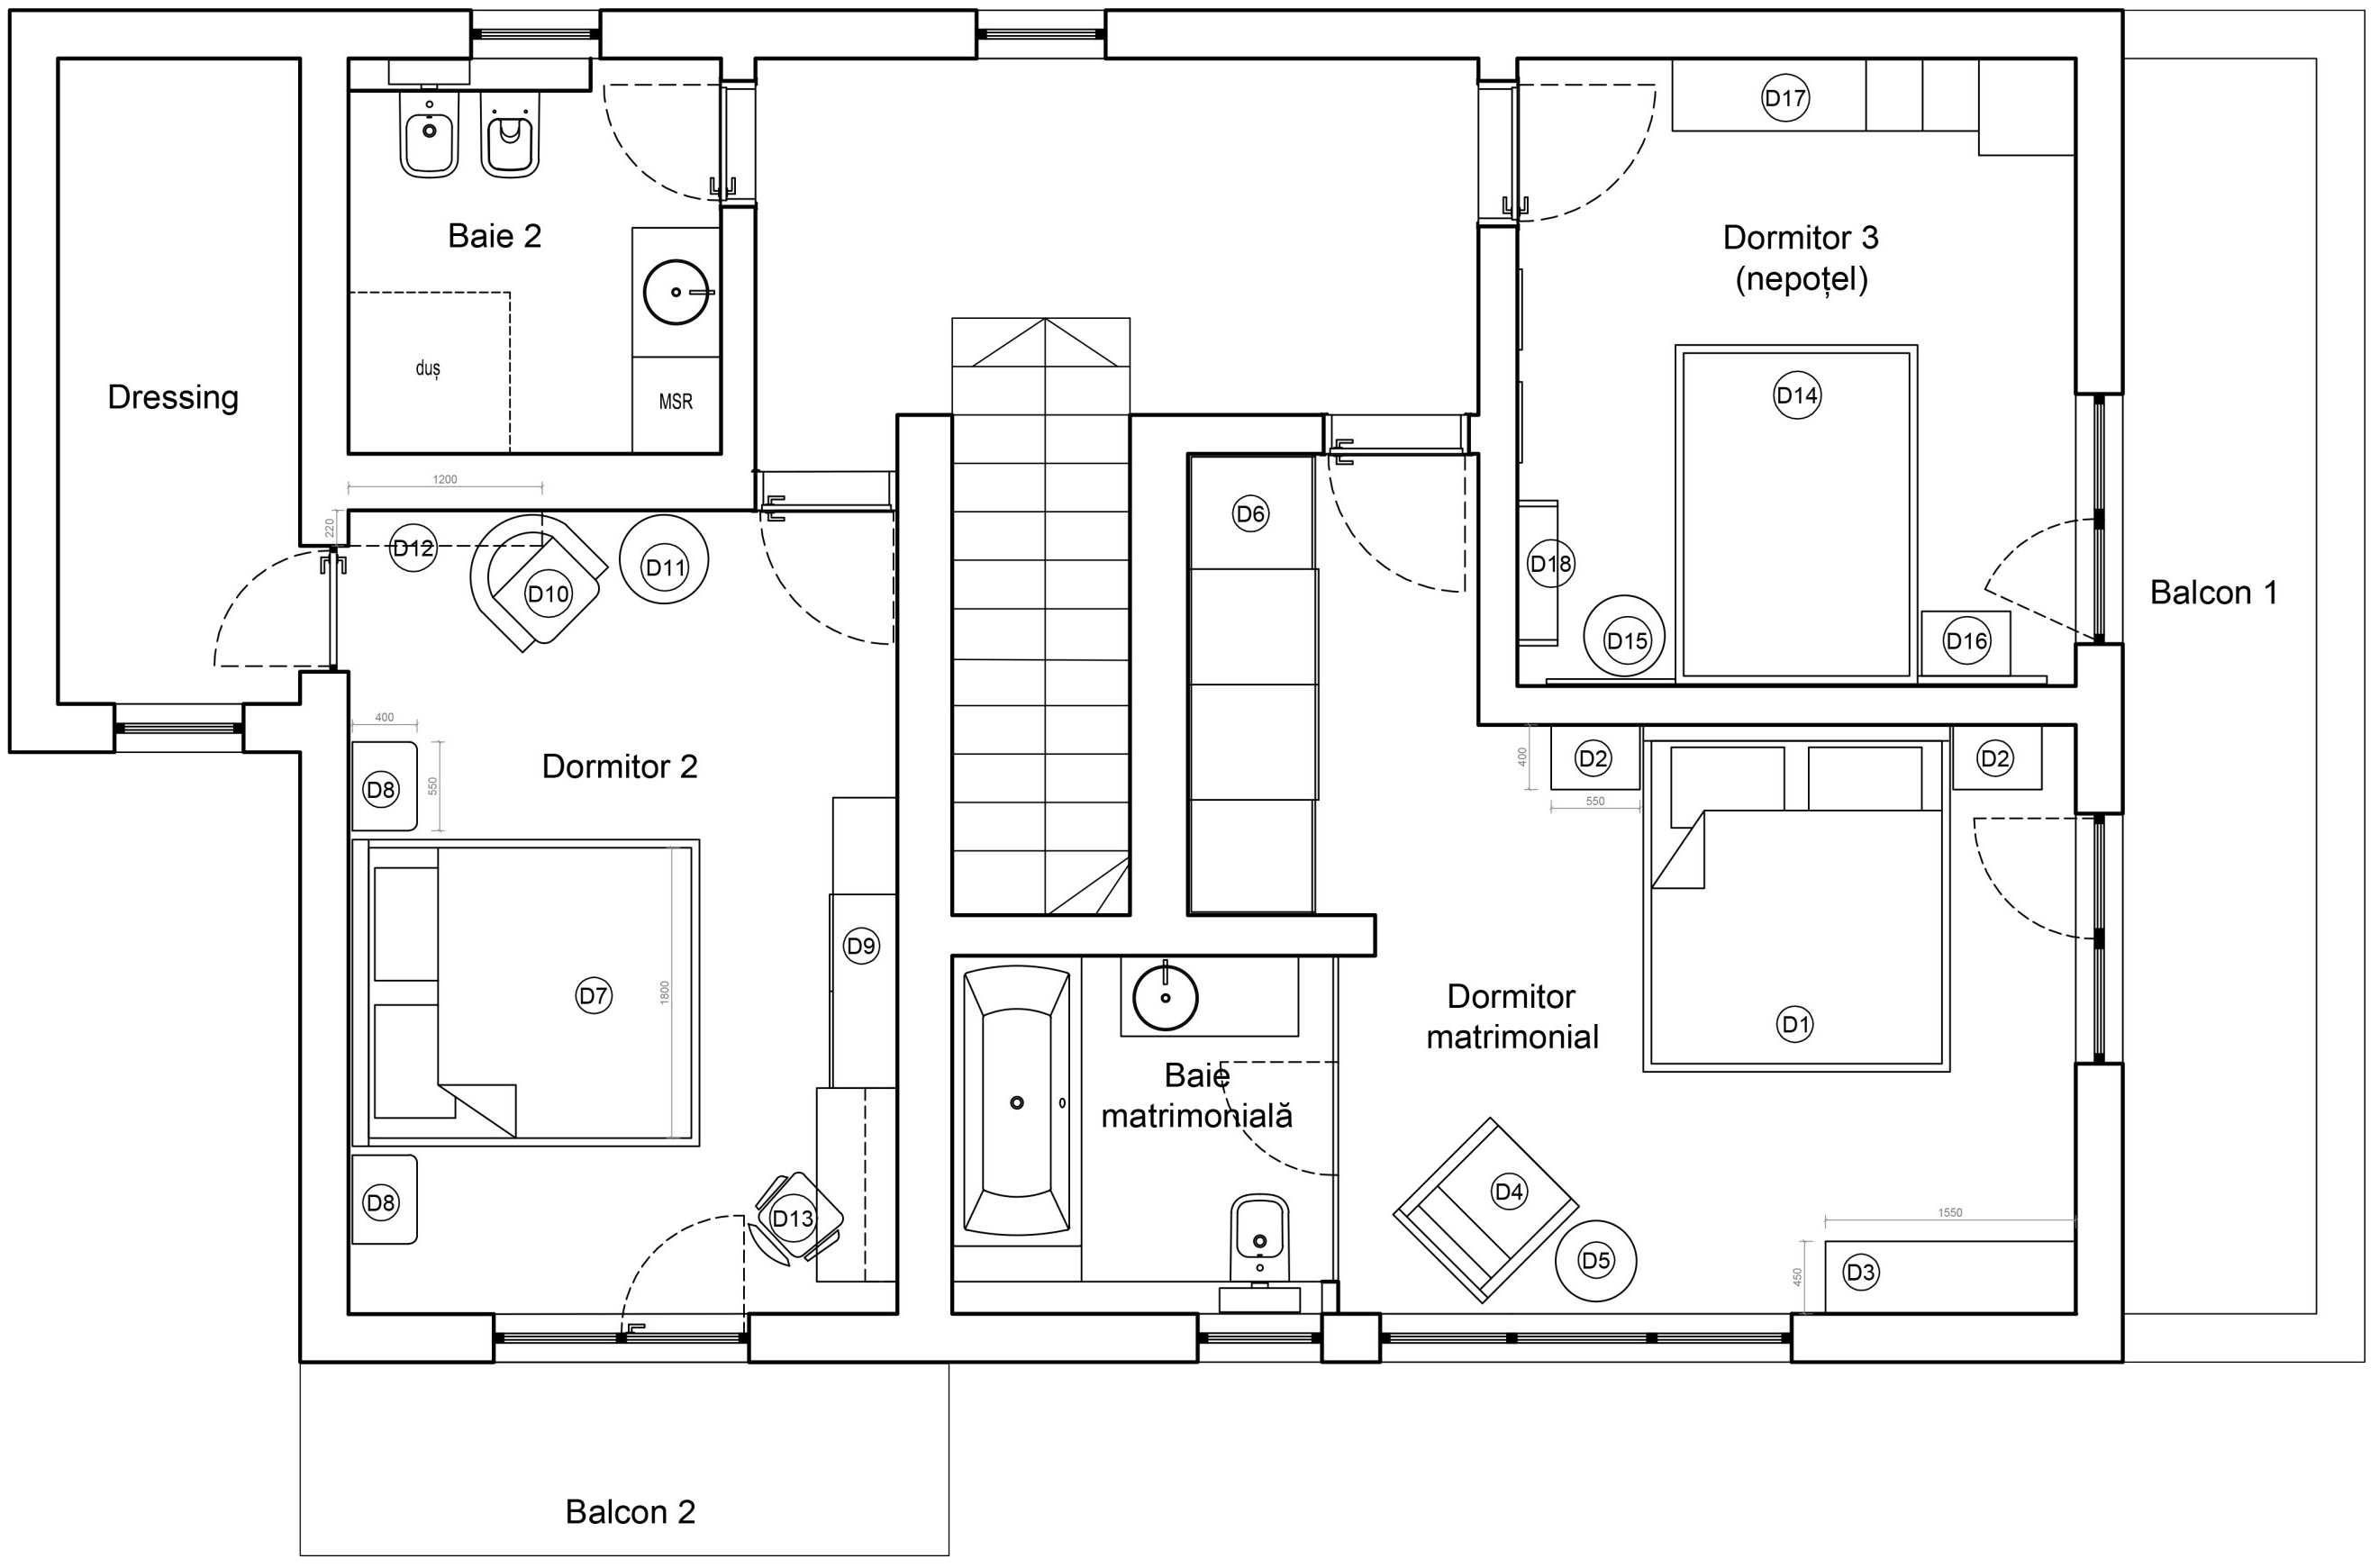 D17
Baie 2
Dormitor 3
(nepoțel)
duș
MSR
Dressing
D14
1200
220
D12
D10
D11
D6
D18
D15
D16
Balcon 1
400
550
D8
Dormitor 2
400
550
D2
D2
D7
1800
D9
Dormitor
matrimonial
D1
Baie
matrimonială
D8
D13
D4
D5
1550
450
D3
Balcon 2